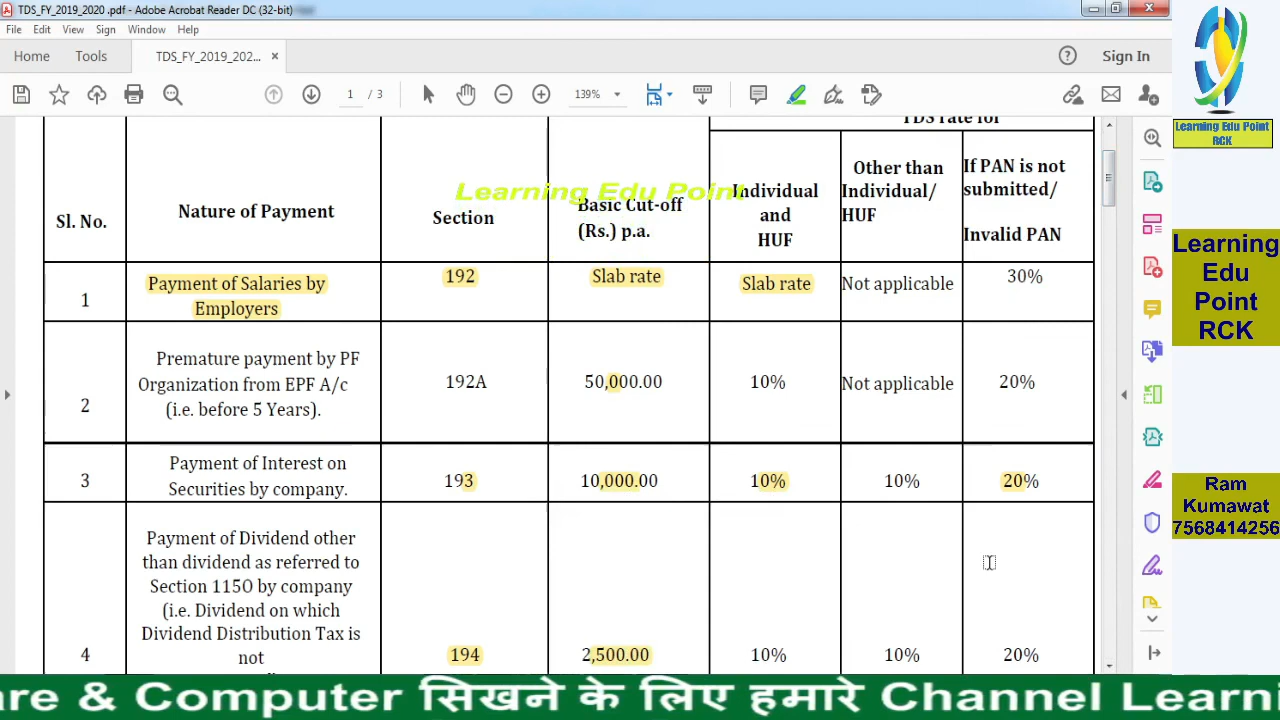 TDS_FY_2019_2020 .pdf - Adobe Acrobat Reader DC (32-bit)
File Edit View Sign Window Help
Home Tools TDS_FY_2019_202... × Sign In
1 / 3 139%
Learning Edu Point
RCK
TDS rate for
Sl. No.
Nature of Payment
Section
Basic Cut-off
(Rs.) p.a.
Individual
and
HUF
Other than
Individual/
HUF
If PAN is not
submitted/
Invalid PAN
Learning Edu Point
1
Payment of Salaries by
Employers
192
Slab rate
Slab rate
Not applicable
30%
2
Premature payment by PF
Organization from EPF A/c
(i.e. before 5 Years).
192A
50,000.00
10%
Not applicable
20%
3
Payment of Interest on
Securities by company.
193
10,000.00
10%
10%
20%
4
Payment of Dividend other
than dividend as referred to
Section 115O by company
(i.e. Dividend on which
Dividend Distribution Tax is
not
194
2,500.00
10%
10%
20%
Learning
Edu
Point
RCK
Ram
Kumawat
7568414256
are & Computer सिखने के लिए हमारे Channel Learni